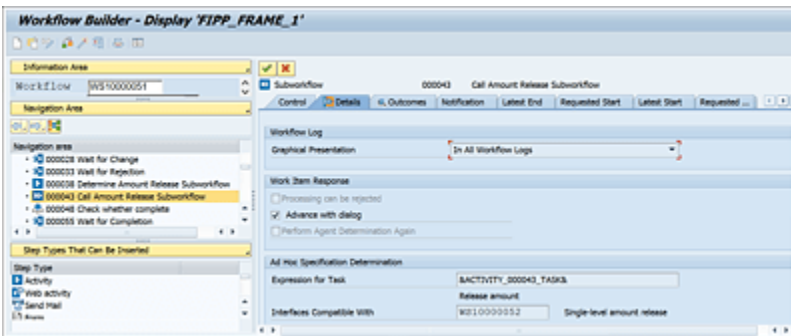 Workflow Builder - Display 'FIPP_FRAME_1'
Information Area
Workflow WS10000051
Navigation Area
Navigation area
000028 Wait for Change
000033 Wait for Rejection
000038 Determine Amount Release Subworkflow
000043 Call Amount Release Subworkflow
000048 Check whether complete
000055 Wait for Completion
Step Types That Can Be Inserted
Step Type
Activity
Web activity
Send Mail
Subworkflow 000043 Call Amount Release Subworkflow
Control Details Outcomes Notification Latest End Requested Start Latest Start Requested ...
Workflow Log
Graphical Presentation In All Workflow Logs
Work Item Response
Processing can be rejected
Advance with dialog
Perform Agent Determination Again
Ad Hoc Specification Determination
Expression for Task &ACTIVITY_000043_TASK&
Release amount
Interfaces Compatible With WS10000052 Single-level amount release